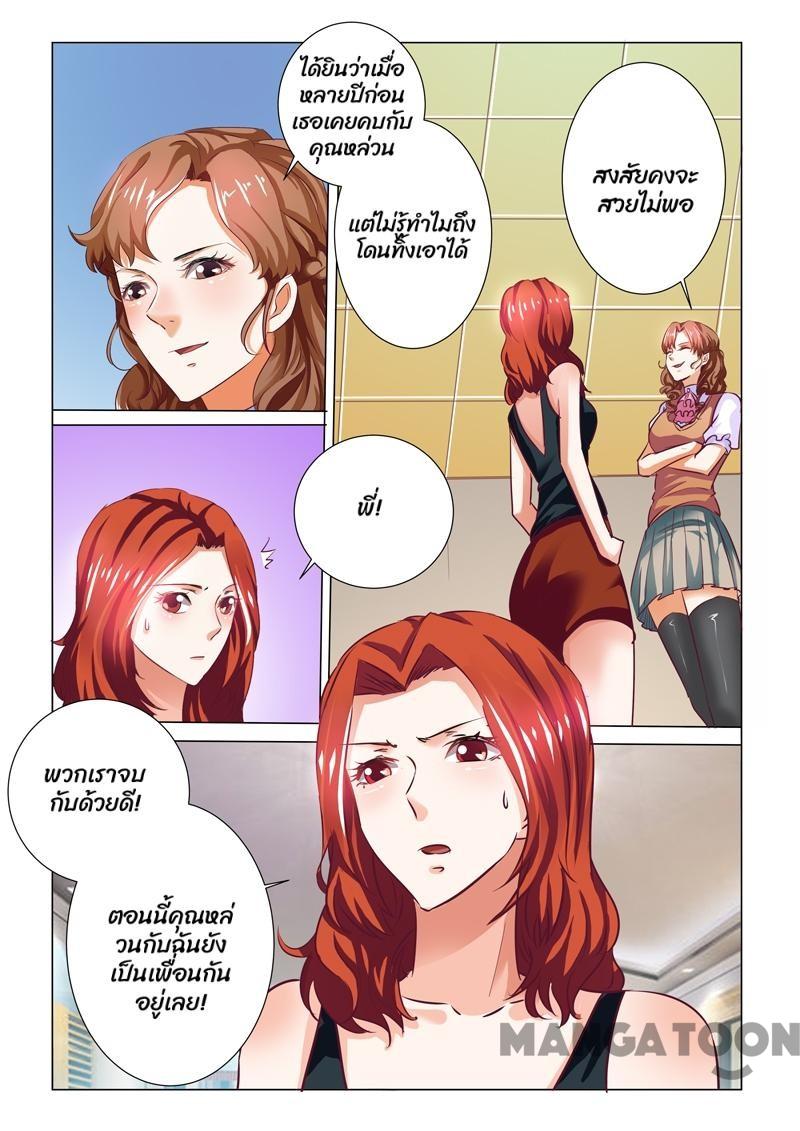 ได้ยินว่าเมื่อ
หลายปีก่อน
เธอเคยคบกับ
คุณหล่วน
แต่ไม่รู้ทำไมถึง
โดนทิ้งเอาได้
สงสัยคงจะ
สวยไม่พอ
พี่!
พวกเราจบ
กับด้วยดี!
ตอนนี้คุณหล่
วนกับฉันยัง
เป็นเพื่อนกัน
อยู่เลย!
MANGATOON